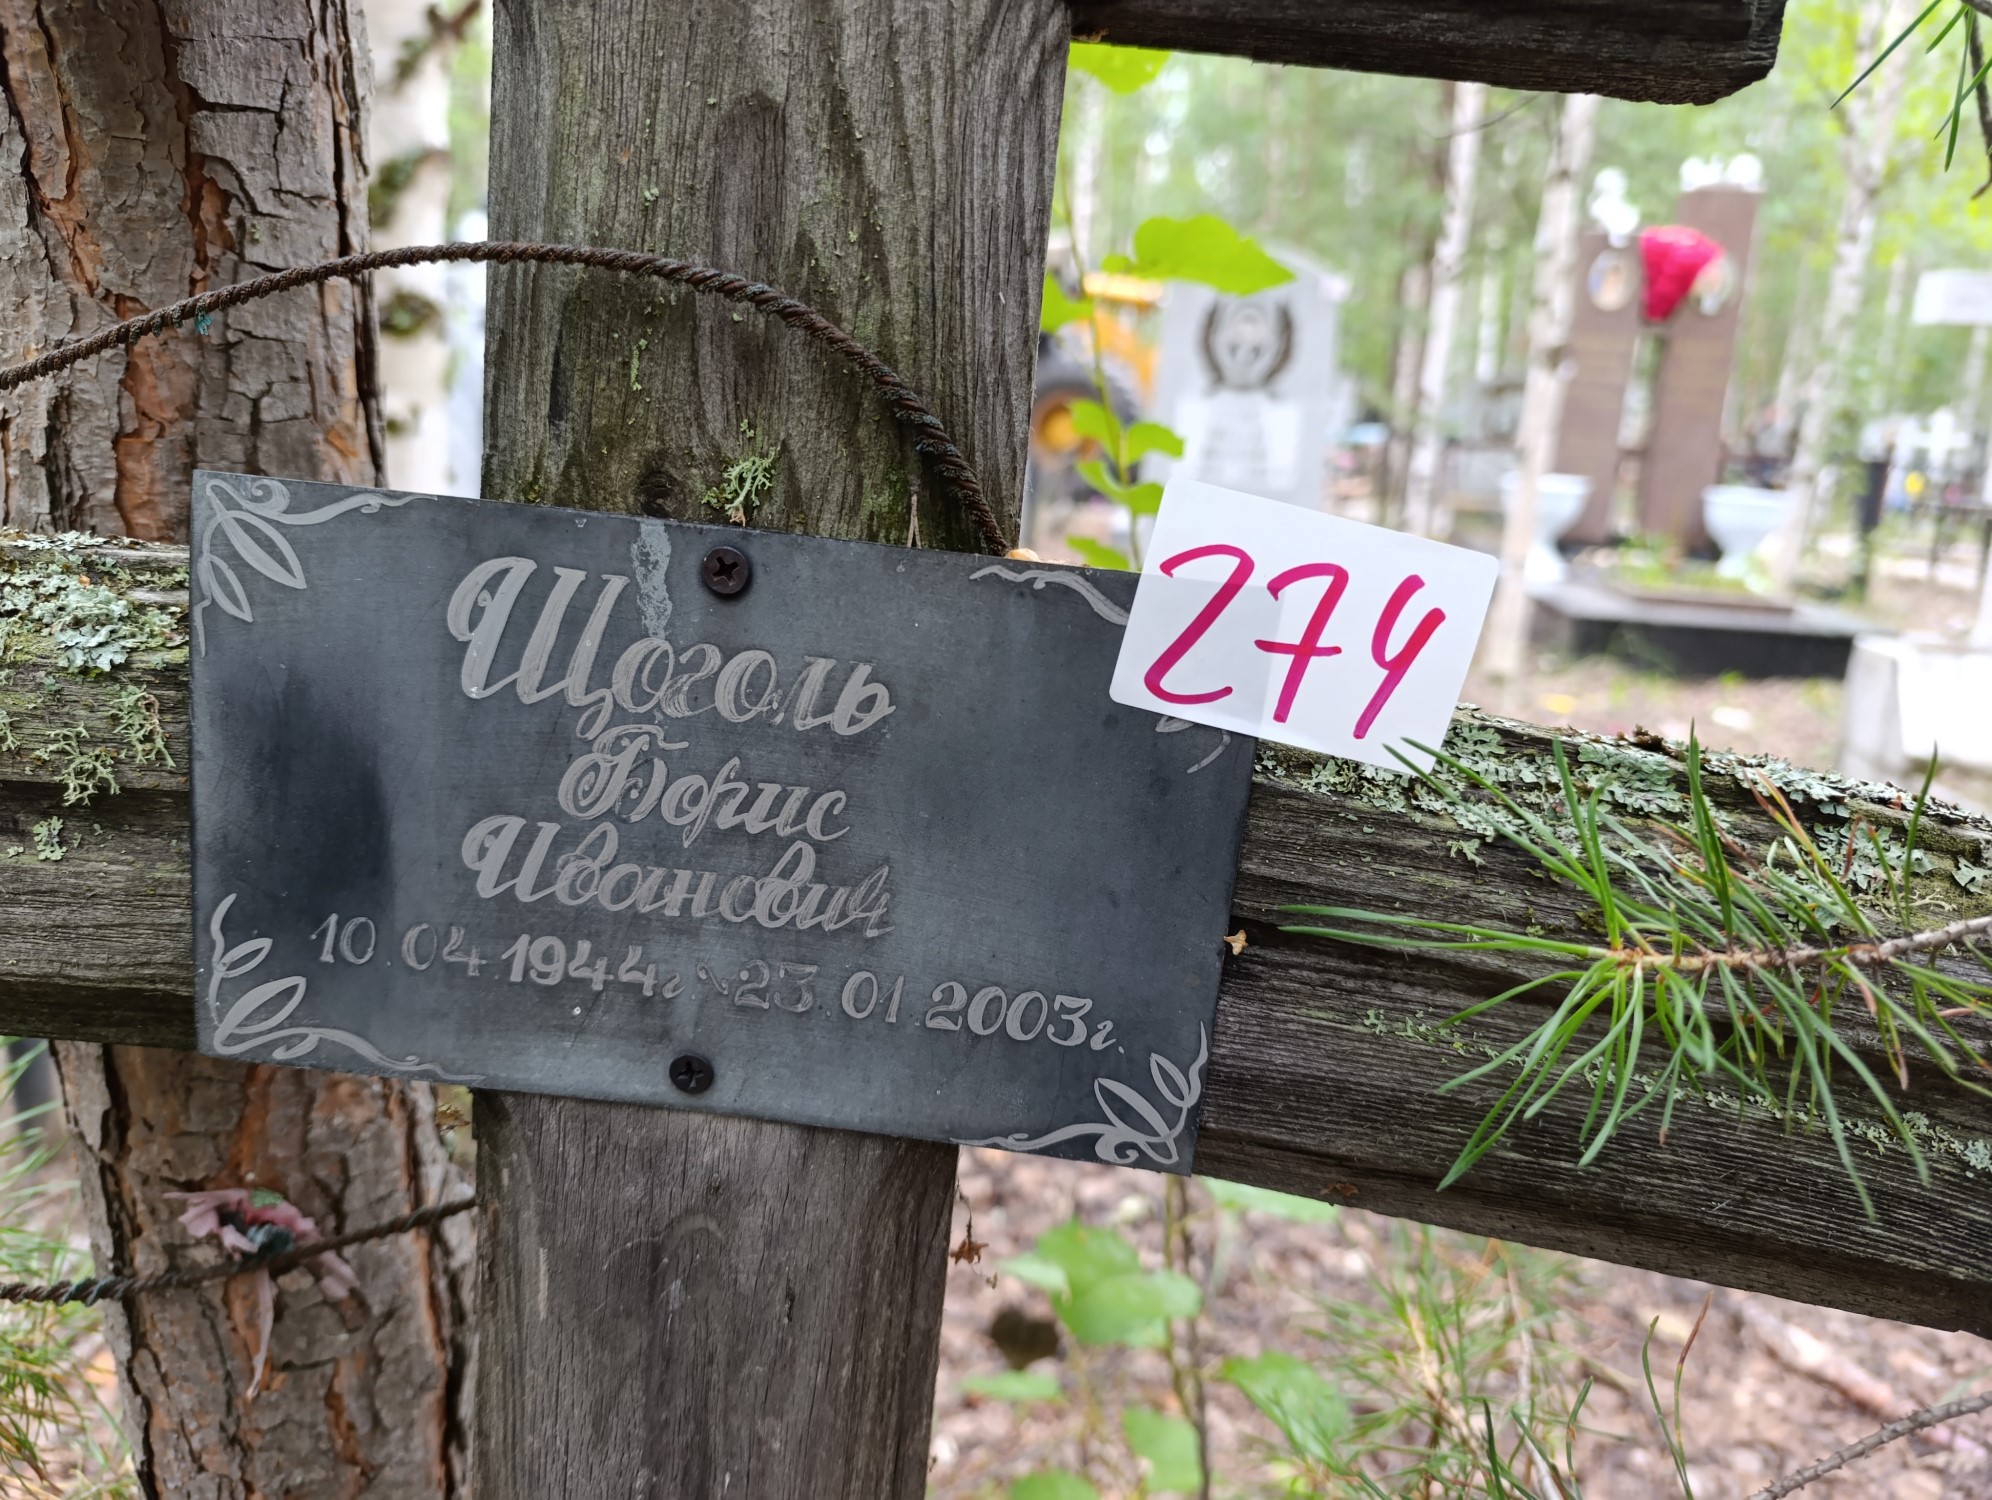 274
Щоголь
Борис
Иванович
10.04.1944г. ~ 23.01.2003г.